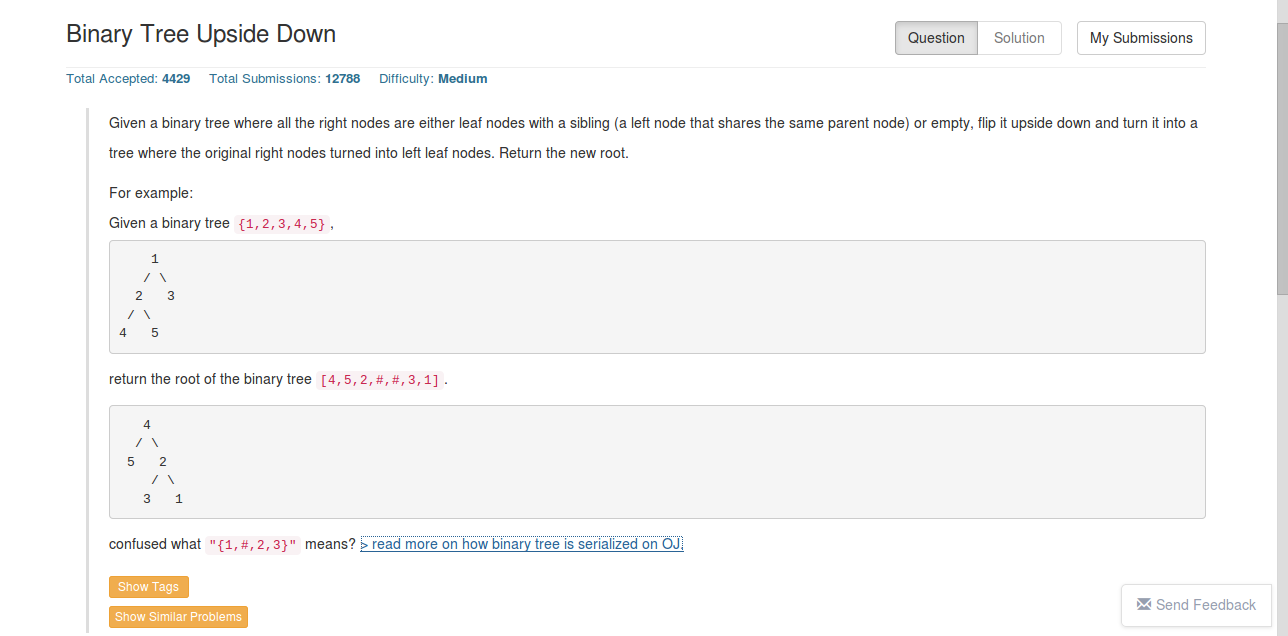 Binary Tree Upside Down
Question
Solution
My Submissions
Total Accepted: 4429 Total Submissions: 12788 Difficulty: Medium
Given a binary tree where all the right nodes are either leaf nodes with a sibling (a left node that shares the same parent node) or empty, flip it upside down and turn it into a
tree where the original right nodes turned into left leaf nodes. Return the new root.
For example:
Given a binary tree {1,2,3,4,5},
1
/ \
2 3
/ \
4 5
return the root of the binary tree [4,5,2,#,#,3,1].
4
/ \
5 2
/ \
3 1
confused what "{1,#,2,3}" means? > read more on how binary tree is serialized on OJ.
Show Tags
Show Similar Problems
Send Feedback